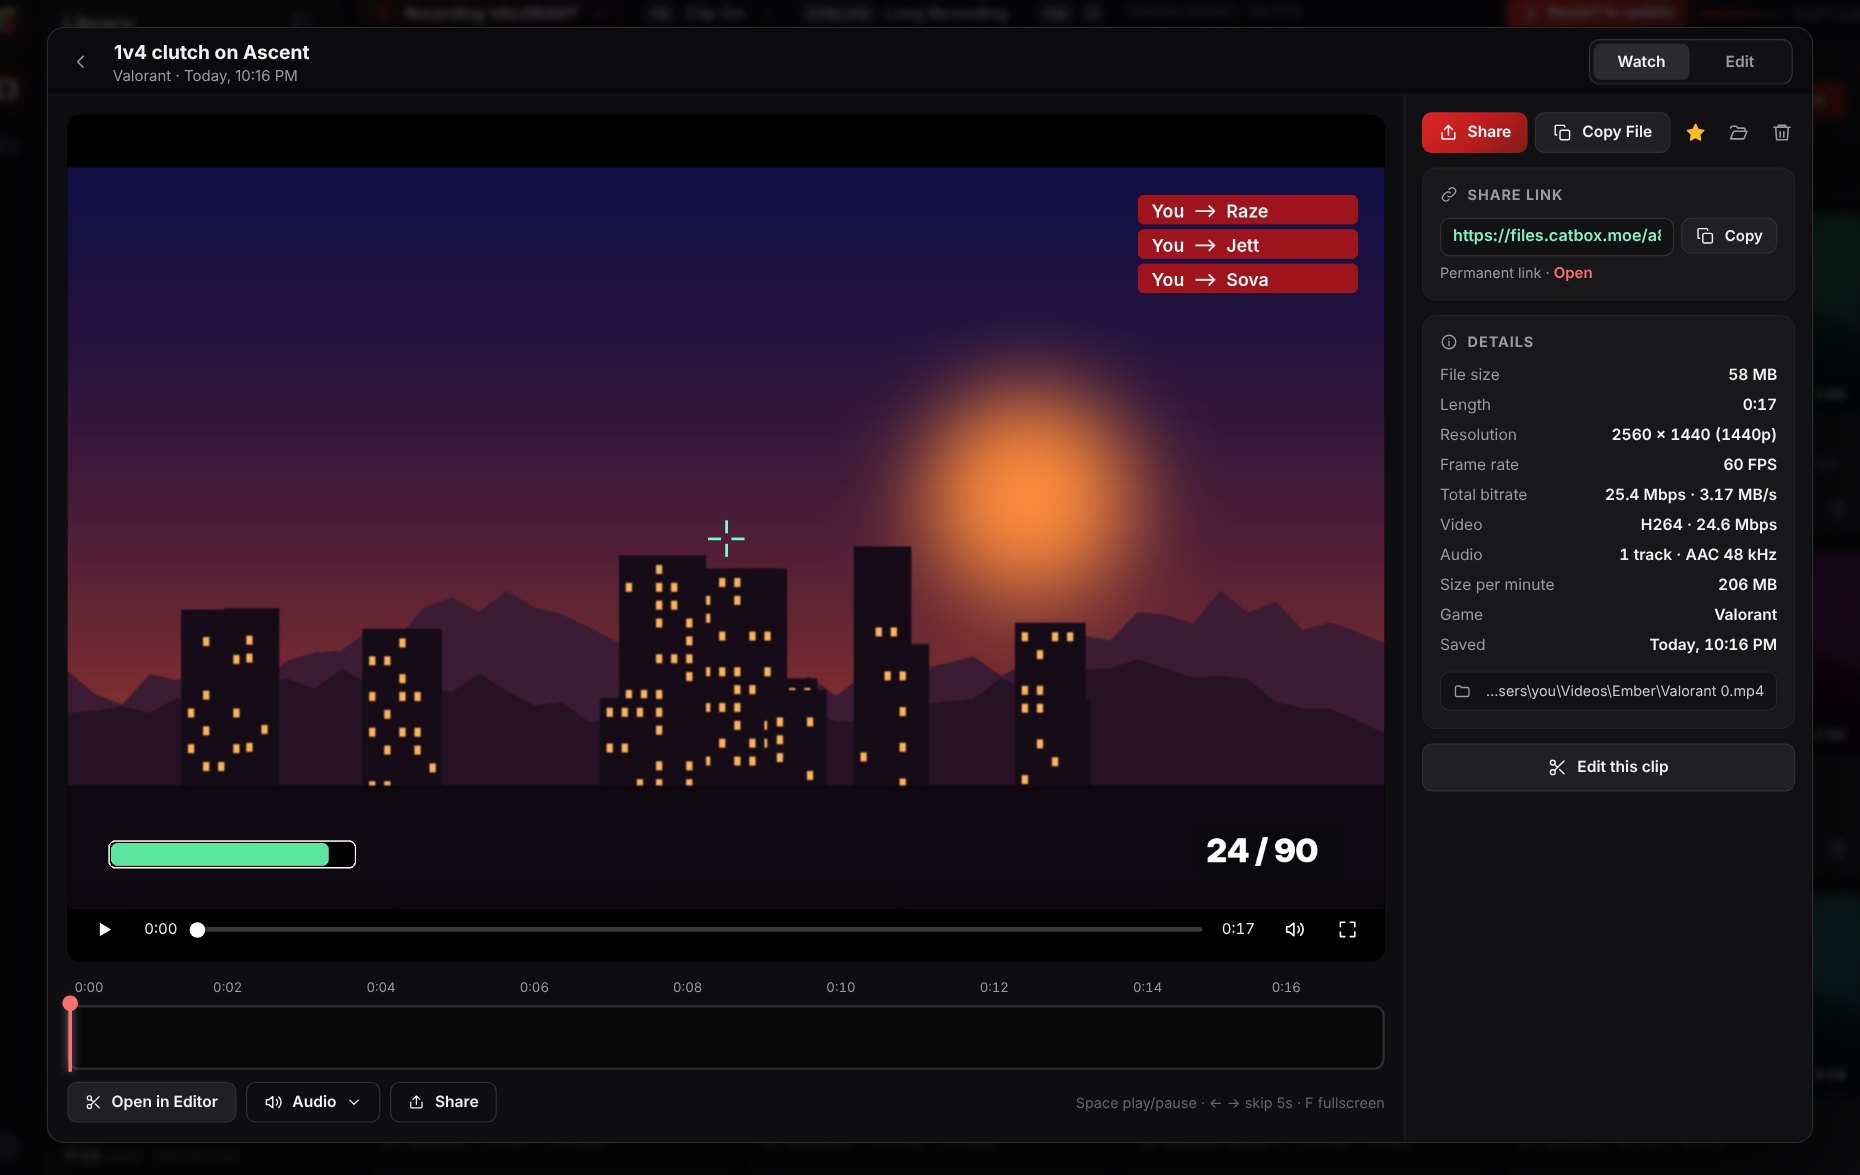 1v4 clutch on Ascent
Valorant · Today, 10:16 PM
Watch
Edit
You → Raze
You → Jett
You → Sova
24 / 90
0:00
0:17
0:00 0:02 0:04 0:06 0:08 0:10 0:12 0:14 0:16
Open in Editor
Audio
Share
Space play/pause · ← → skip 5s · F fullscreen
Share
Copy File
SHARE LINK
https://files.catbox.moe/a
Copy
Permanent link · Open
DETAILS
File size 58 MB
Length 0:17
Resolution 2560 × 1440 (1440p)
Frame rate 60 FPS
Total bitrate 25.4 Mbps · 3.17 MB/s
Video H264 · 24.6 Mbps
Audio 1 track · AAC 48 kHz
Size per minute 206 MB
Game Valorant
Saved Today, 10:16 PM
...sers\you\Videos\Ember\Valorant 0.mp4
Edit this clip